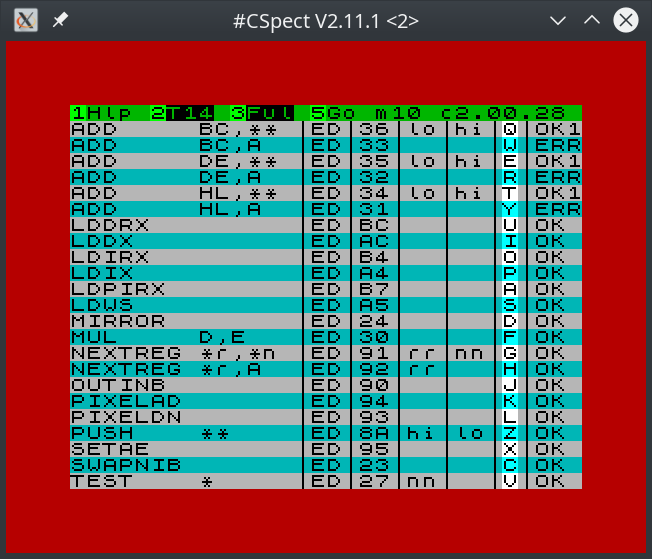 #CSpect V2.11.1 <2>
1Hlp 2T14 3Ful 5Go m10 c2.00.28
ADD BC,** ED 36 lo hi Q OK1
ADD BC,A ED 33 W ERR
ADD DE,** ED 35 lo hi E OK1
ADD DE,A ED 32 R ERR
ADD HL,** ED 34 lo hi T OK1
ADD HL,A ED 31 Y ERR
LDDRX ED BC U OK
LDDX ED AC I OK
LDIRX ED B4 O OK
LDIX ED A4 P OK
LDPIRX ED B7 A OK
LDWS ED A5 S OK
MIRROR ED 24 D OK
MUL D,E ED 30 F OK
NEXTREG *r,*n ED 91 rr nn G OK
NEXTREG *r,A ED 92 rr H OK
OUTINB ED 90 J OK
PIXELAD ED 94 K OK
PIXELDN ED 93 L OK
PUSH ** ED 8A hi lo Z OK
SETAE ED 95 X OK
SWAPNIB ED 23 C OK
TEST * ED 27 nn V OK